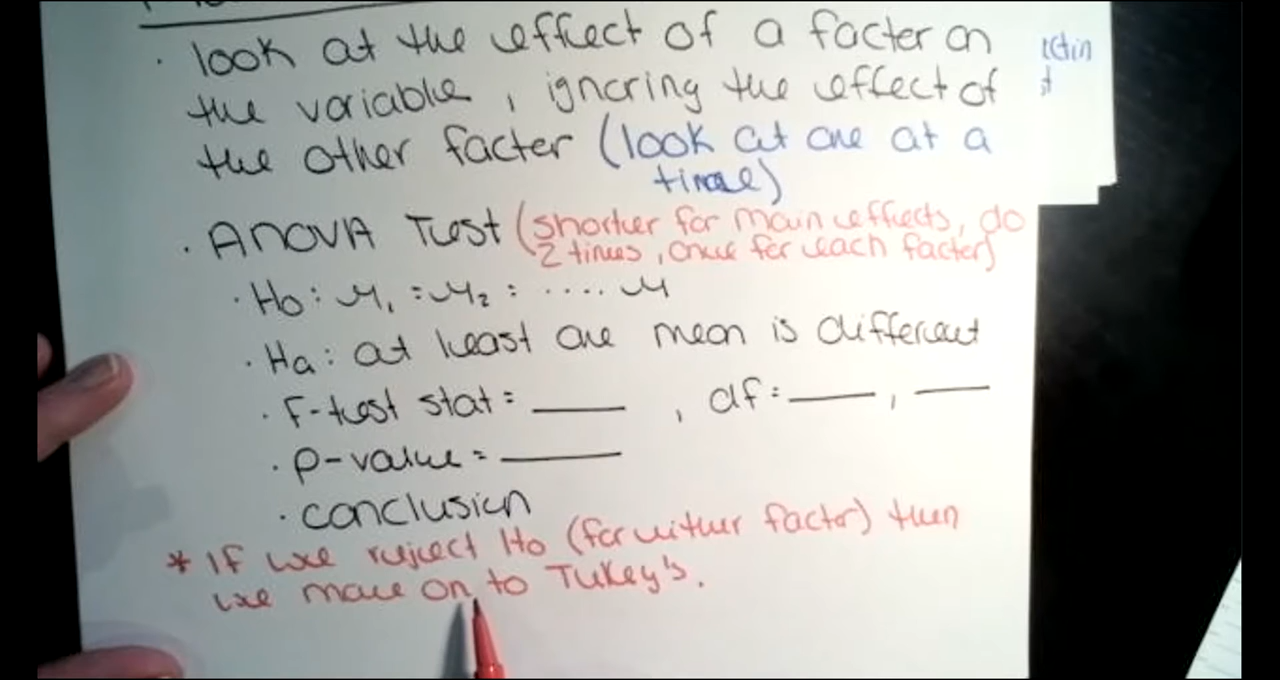 · look at the effect of a facter on
the variable, ignoring the effect of
the other facter (look at one at a
time)
· ANOVA Test (shorter for main effects, do
2 times, once for each factor)
· Ho: μ₁ = μ₂ = ..... μ
· Ha: at least one mean is different
· F-test stat = ____ , df = ____ , ____
· p-value = ____
· conclusion
* If we reject Ho (for either factor) then
we move on to Tukey's.